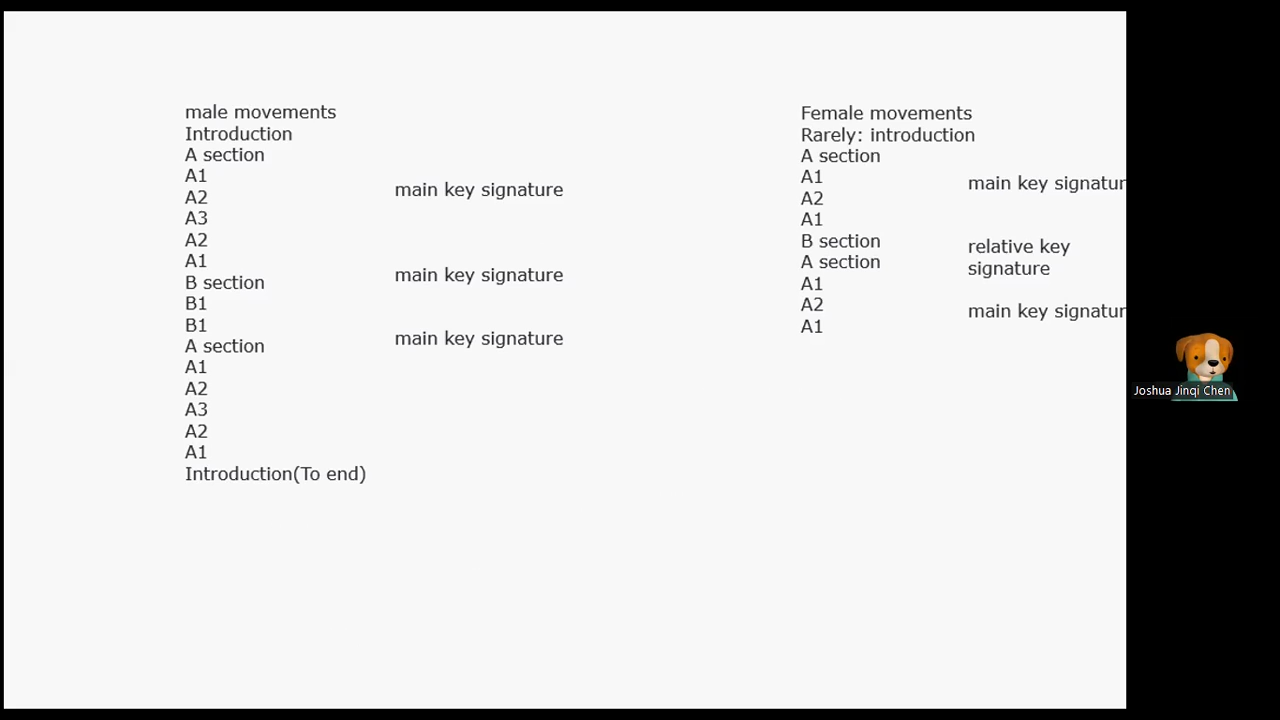 male movements
Introduction
A section
A1
A2
A3
A2
A1
B section
B1
B1
A section
A1
A2
A3
A2
A1
Introduction(To end)
main key signature
main key signature
main key signature
Female movements
Rarely: introduction
A section
A1
A2
A1
B section
A section
A1
A2
A1
main key signatur
relative key
signature
main key signatur
Joshua Jinqi Chen